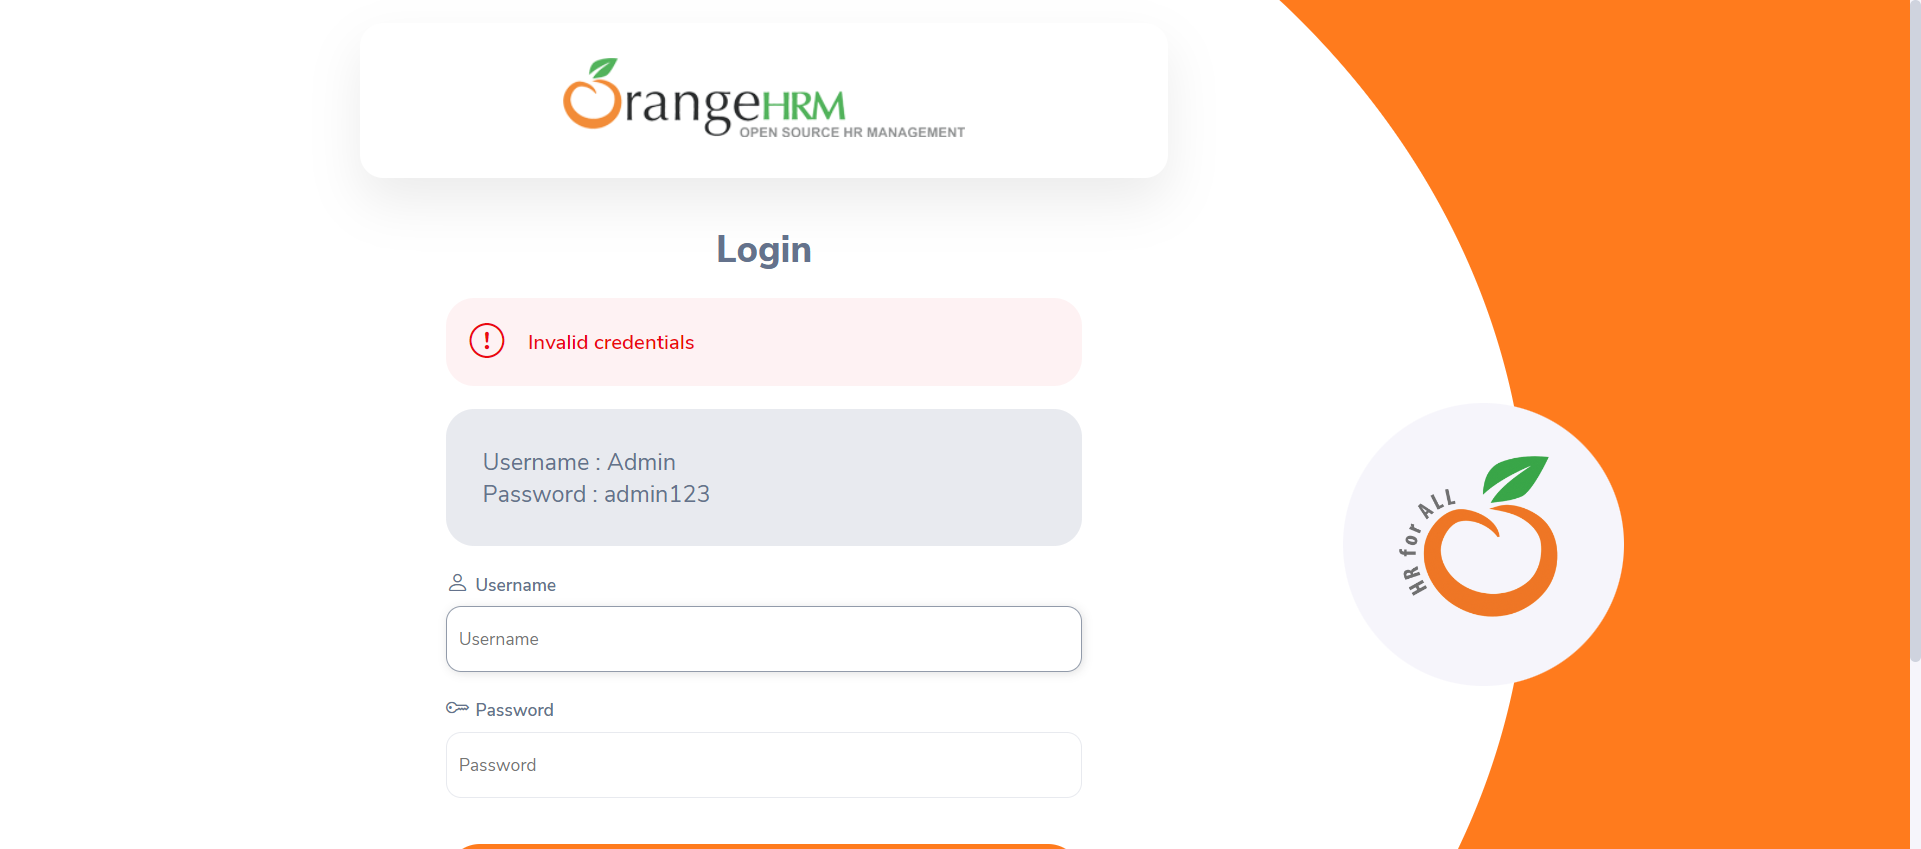 OrangeHRM
OPEN SOURCE HR MANAGEMENT
Login
Invalid credentials
Username : Admin
Password : admin123
Username
Username
Password
Password
HR for ALL